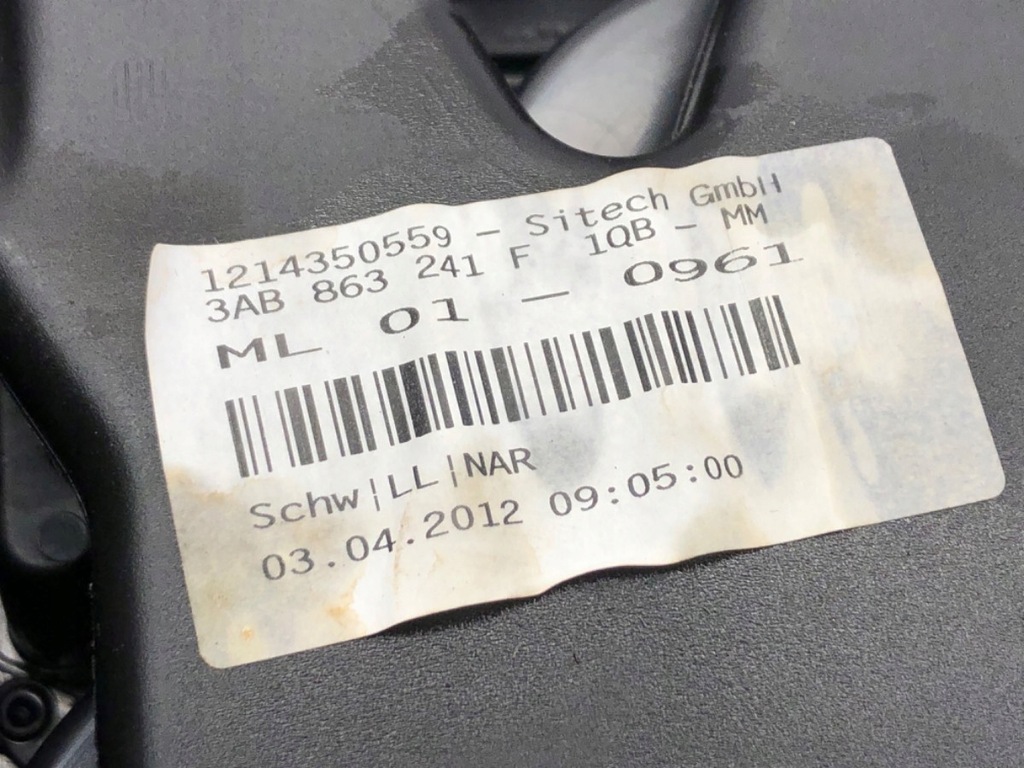 1214350559 - Sitech GmbH
3AB 863 241 F 1QB - MM
ML 01 - 0961
Schw|LL|NAR
03.04.2012 09:05:00